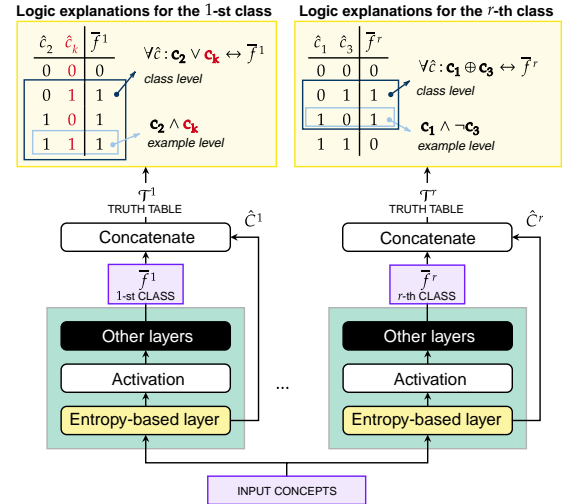 Logic explanations for the 1-st class
ĉ₂ ĉₖ f̄¹
0 0 0
0 1 1
1 0 1
1 1 1
∀ĉ : c₂ ∨ cₖ ↔ f̄¹
class level
c₂ ∧ cₖ
example level
𝒯¹
TRUTH TABLE
Ĉ¹
Concatenate
f̄¹
1-st CLASS
Other layers
Activation
Entropy-based layer
...
Logic explanations for the r-th class
ĉ₁ ĉ₃ f̄ʳ
0 0 0
0 1 1
1 0 1
1 1 0
∀ĉ : c₁ ⊕ c₃ ↔ f̄ʳ
class level
c₁ ∧ ¬c₃
example level
𝒯ʳ
TRUTH TABLE
Ĉʳ
Concatenate
f̄ʳ
r-th CLASS
Other layers
Activation
Entropy-based layer
INPUT CONCEPTS